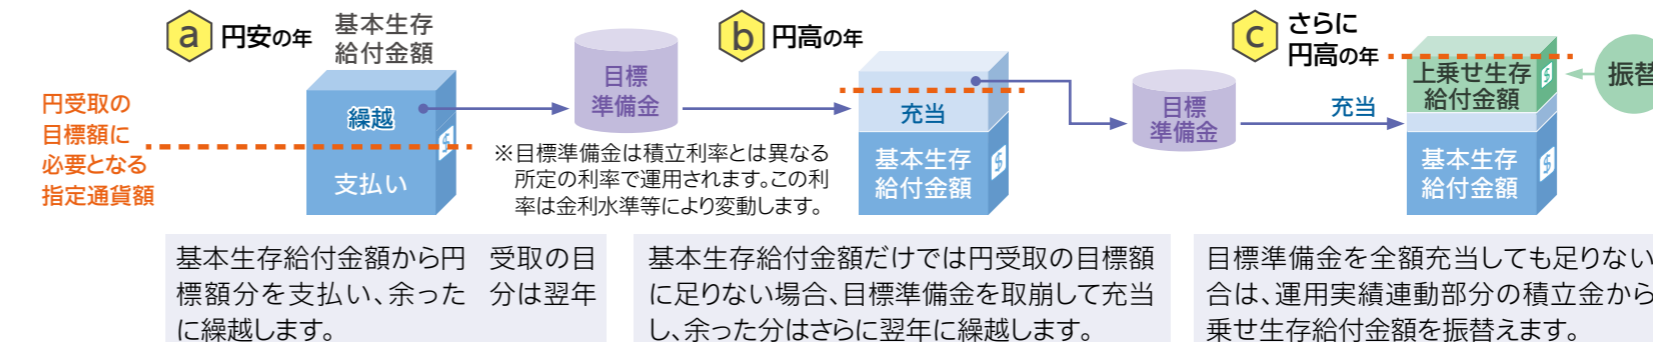 a 円安の年
基本生存
給付金額
円受取の
目標額に
必要となる
指定通貨額
繰越
支払い
$
目標
準備金
※目標準備金は積立利率とは異なる
所定の利率で運用されます。この利
率は金利水準等により変動します。
b 円高の年
充当
基本生存
給付金額
$
目標
準備金
c さらに
円高の年
充当
上乗せ生存
給付金額
$
基本生存
給付金額
$
振替
基本生存給付金額から円 受取の目
標額分を支払い、余った 分は翌年
に繰越します。
基本生存給付金額だけでは円受取の目標額
に足りない場合、目標準備金を取崩して充当
し、余った分はさらに翌年に繰越します。
目標準備金を全額充当しても足りない
合は、運用実績連動部分の積立金から
乗せ生存給付金額を振替えます。